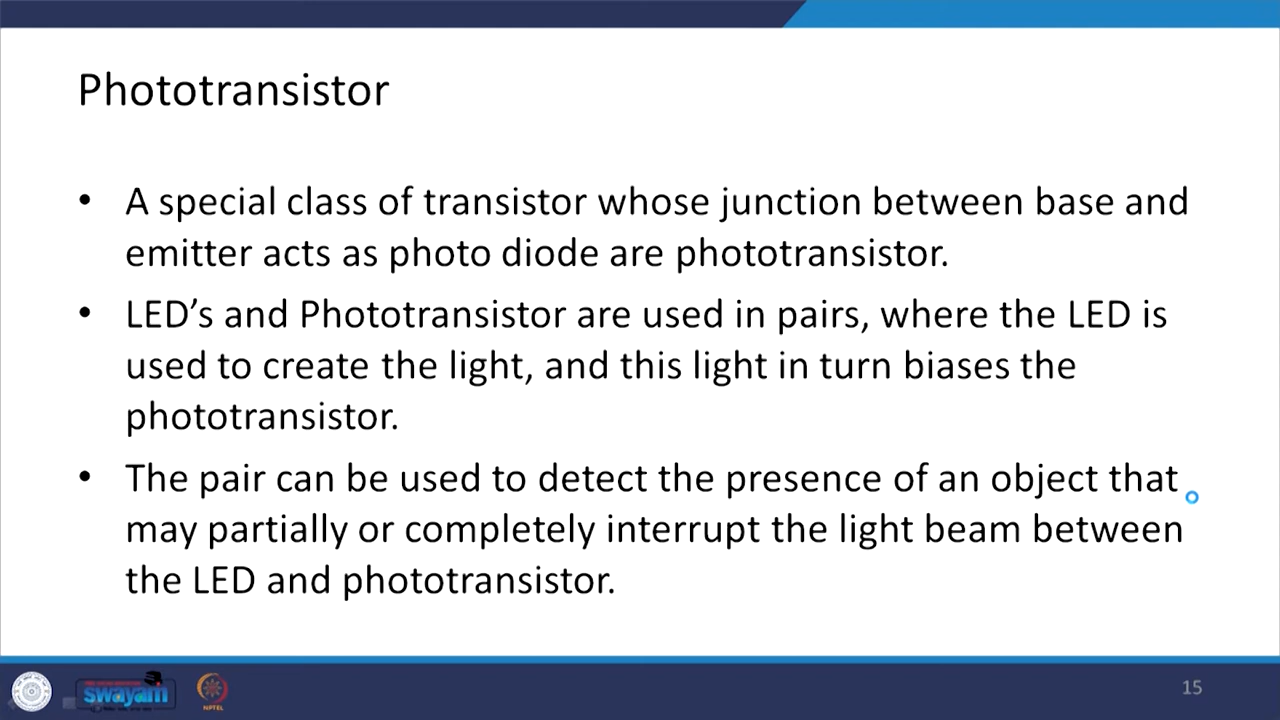 Phototransistor
• A special class of transistor whose junction between base and
emitter acts as photo diode are phototransistor.
• LED’s and Phototransistor are used in pairs, where the LED is
used to create the light, and this light in turn biases the
phototransistor.
• The pair can be used to detect the presence of an object that
may partially or completely interrupt the light beam between
the LED and phototransistor.
swayam
NPTEL
15